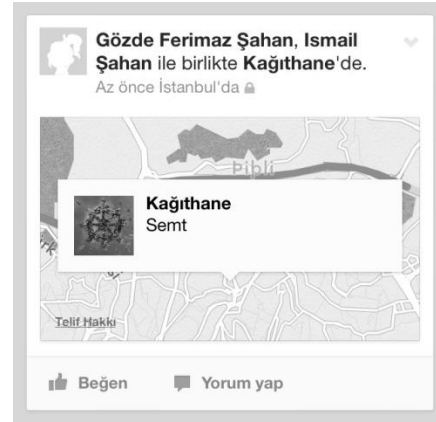 Gözde Ferimaz Şahan, Ismail
Şahan ile birlikte Kağıthane'de.
Az önce İstanbul'da
Þibli
Kağıthane
Semt
Telif Hakkı
Beğen
Yorum yap